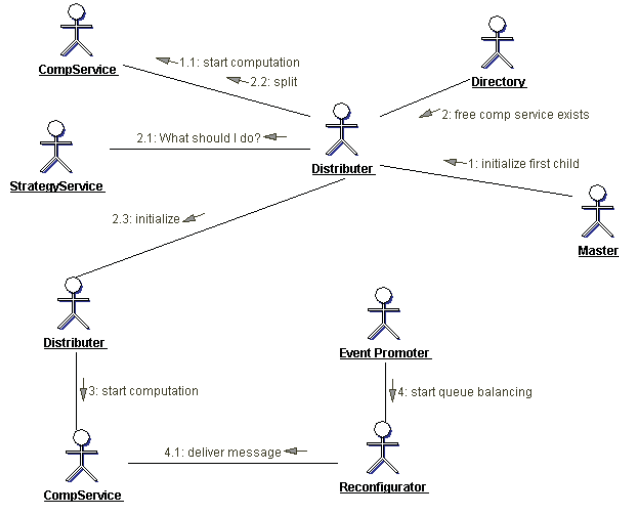 CompService
1.1: start computation
2.2: split
Directory
2: free comp service exists
2.1: What should I do?
StrategyService
Distributer
1: initialize first child
Master
2.3: initialize
Distributer
Event Promoter
3: start computation
4: start queue balancing
4.1: deliver message
CompService
Reconfigurator